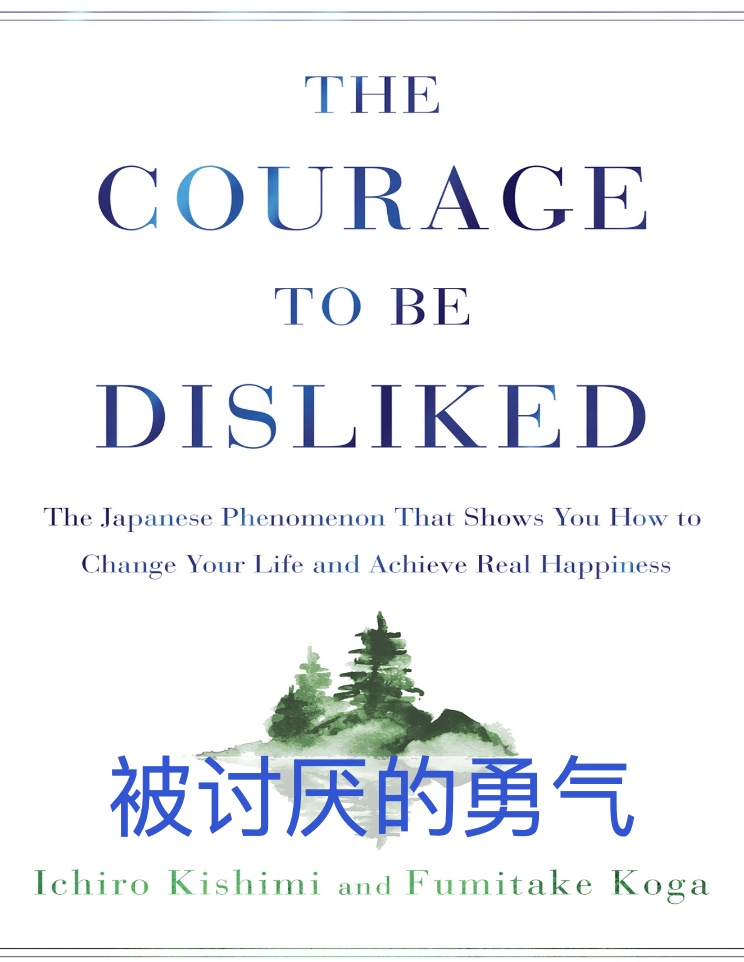 THE
COURAGE
TO BE
DISLIKED
The Japanese Phenomenon That Shows You How to
Change Your Life and Achieve Real Happiness
被讨厌的勇气
Ichiro Kishimi and Fumitake Koga